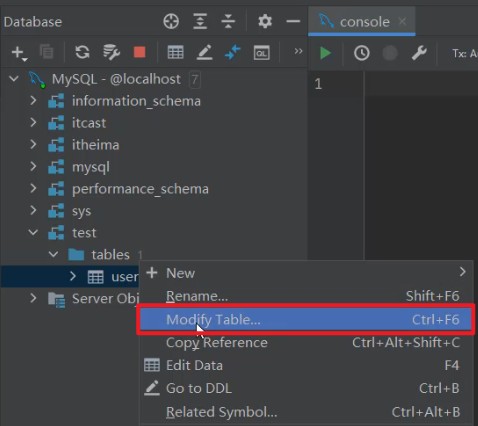 Database
console
Tx: A
MySQL - @localhost 7
1
information_schema
itcast
itheima
mysql
performance_schema
sys
test
tables 1
user
Server Obj
New
Rename... Shift+F6
Modify Table... Ctrl+F6
Copy Reference Ctrl+Alt+Shift+C
Edit Data F4
Go to DDL Ctrl+B
Related Symbol... Ctrl+Alt+B